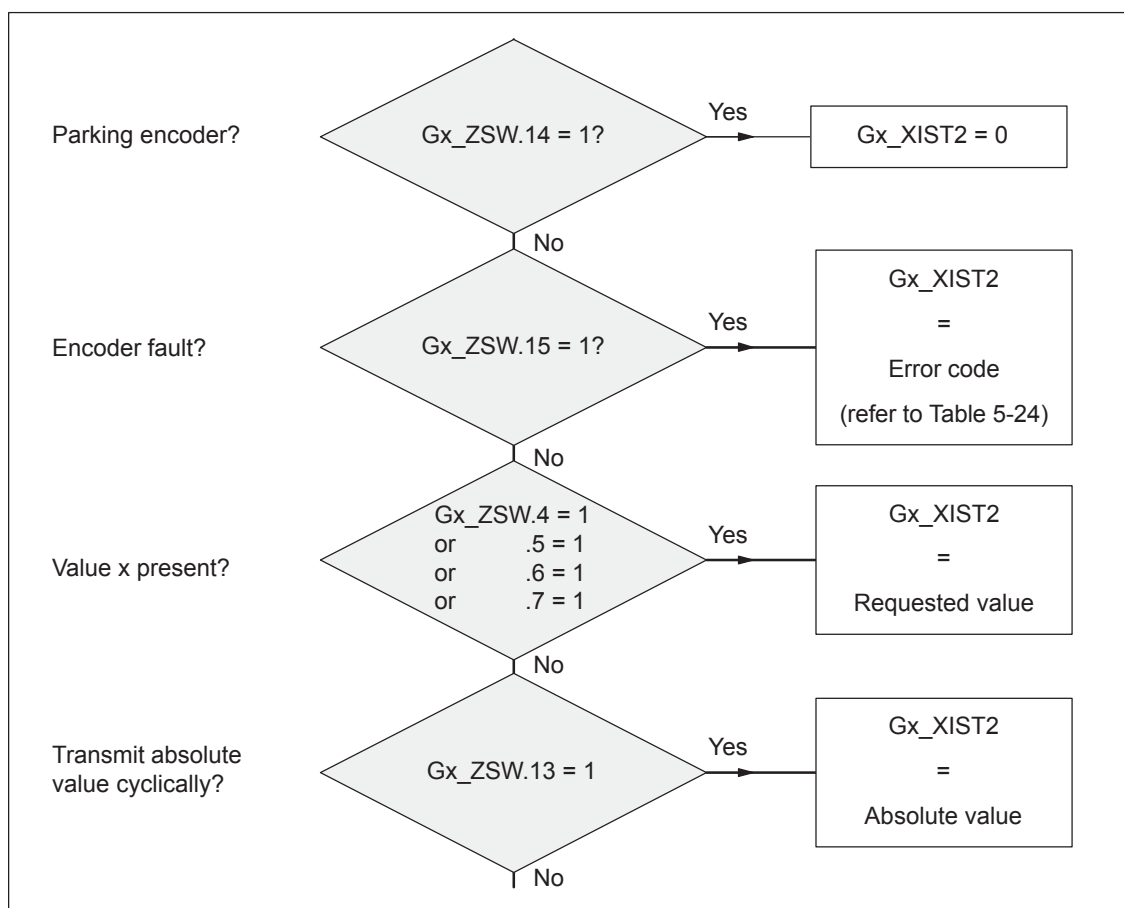 Parking encoder?
Gx_ZSW.14 = 1?
Yes
Gx_XIST2 = 0
No
Encoder fault?
Gx_ZSW.15 = 1?
Yes
Gx_XIST2
=
Error code
(refer to Table 5-24)
No
Value x present?
Gx_ZSW.4 = 1
or .5 = 1
or .6 = 1
or .7 = 1
Yes
Gx_XIST2
=
Requested value
No
Transmit absolute
value cyclically?
Gx_ZSW.13 = 1
Yes
Gx_XIST2
=
Absolute value
No